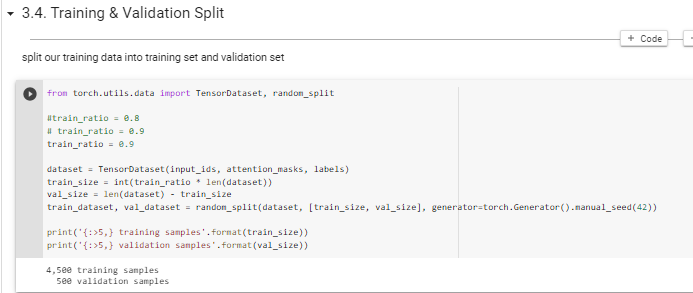 3.4. Training & Validation Split
+ Code
split our training data into training set and validation set
from torch.utils.data import TensorDataset, random_split
#train_ratio = 0.8
# train_ratio = 0.9
train_ratio = 0.9
dataset = TensorDataset(input_ids, attention_masks, labels)
train_size = int(train_ratio * len(dataset))
val_size = len(dataset) - train_size
train_dataset, val_dataset = random_split(dataset, [train_size, val_size], generator=torch.Generator().manual_seed(42))
print('{:>5,} training samples'.format(train_size))
print('{:>5,} validation samples'.format(val_size))
4,500 training samples
500 validation samples